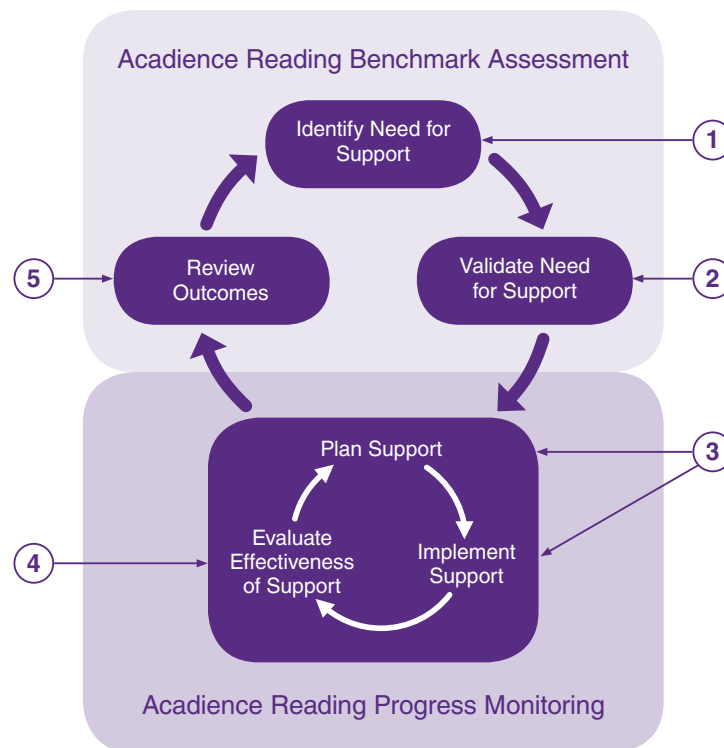 Acadience Reading Benchmark Assessment
Identify Need for
Support
1
Validate Need
for Support
2
Review
Outcomes
5
Plan Support
3
Implement
Support
Evaluate
Effectiveness
of Support
4
Acadience Reading Progress Monitoring